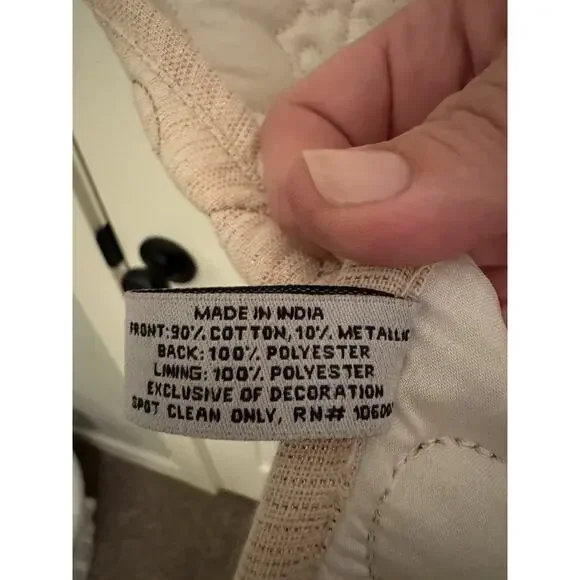 MADE IN INDIA
FRONT:90% COTTON, 10% METALLIC
BACK: 100% POLYESTER
LINING: 100% POLYESTER
EXCLUSIVE OF DECORATION
SPOT CLEAN ONLY, RN#